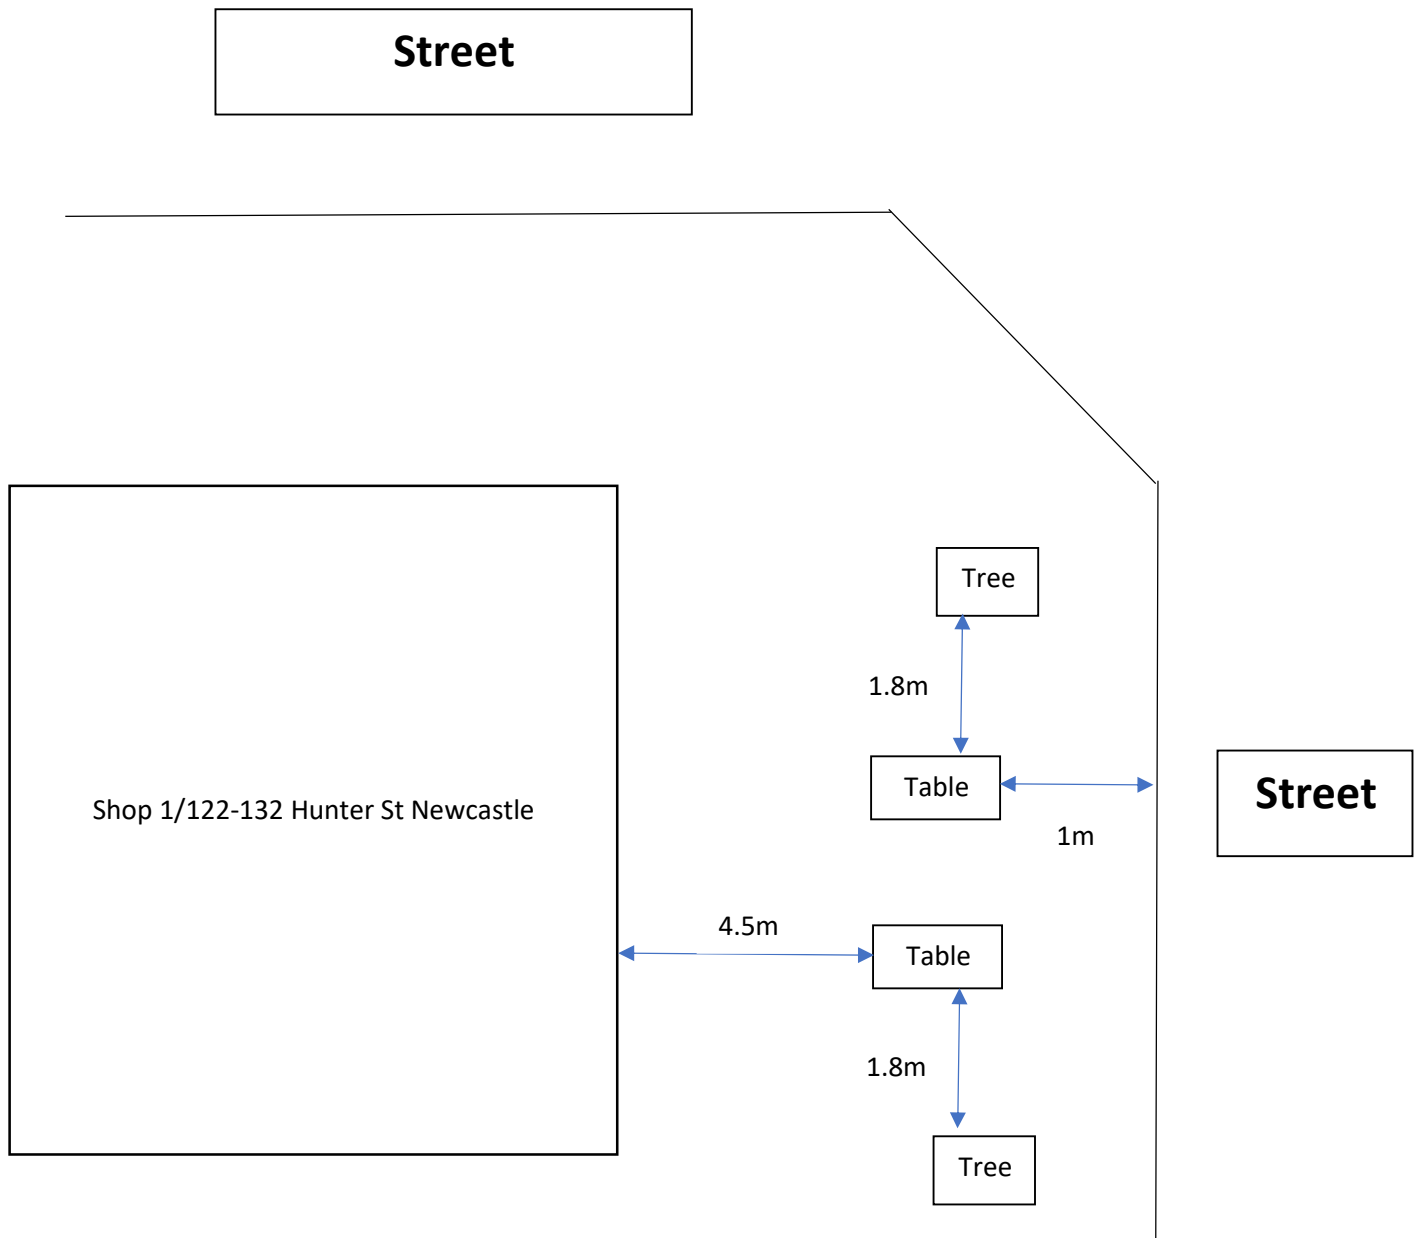 Street
Tree
1.8m
Table
Street
Shop 1/122-132 Hunter St Newcastle
1m
4.5m
Table
1.8m
Tree